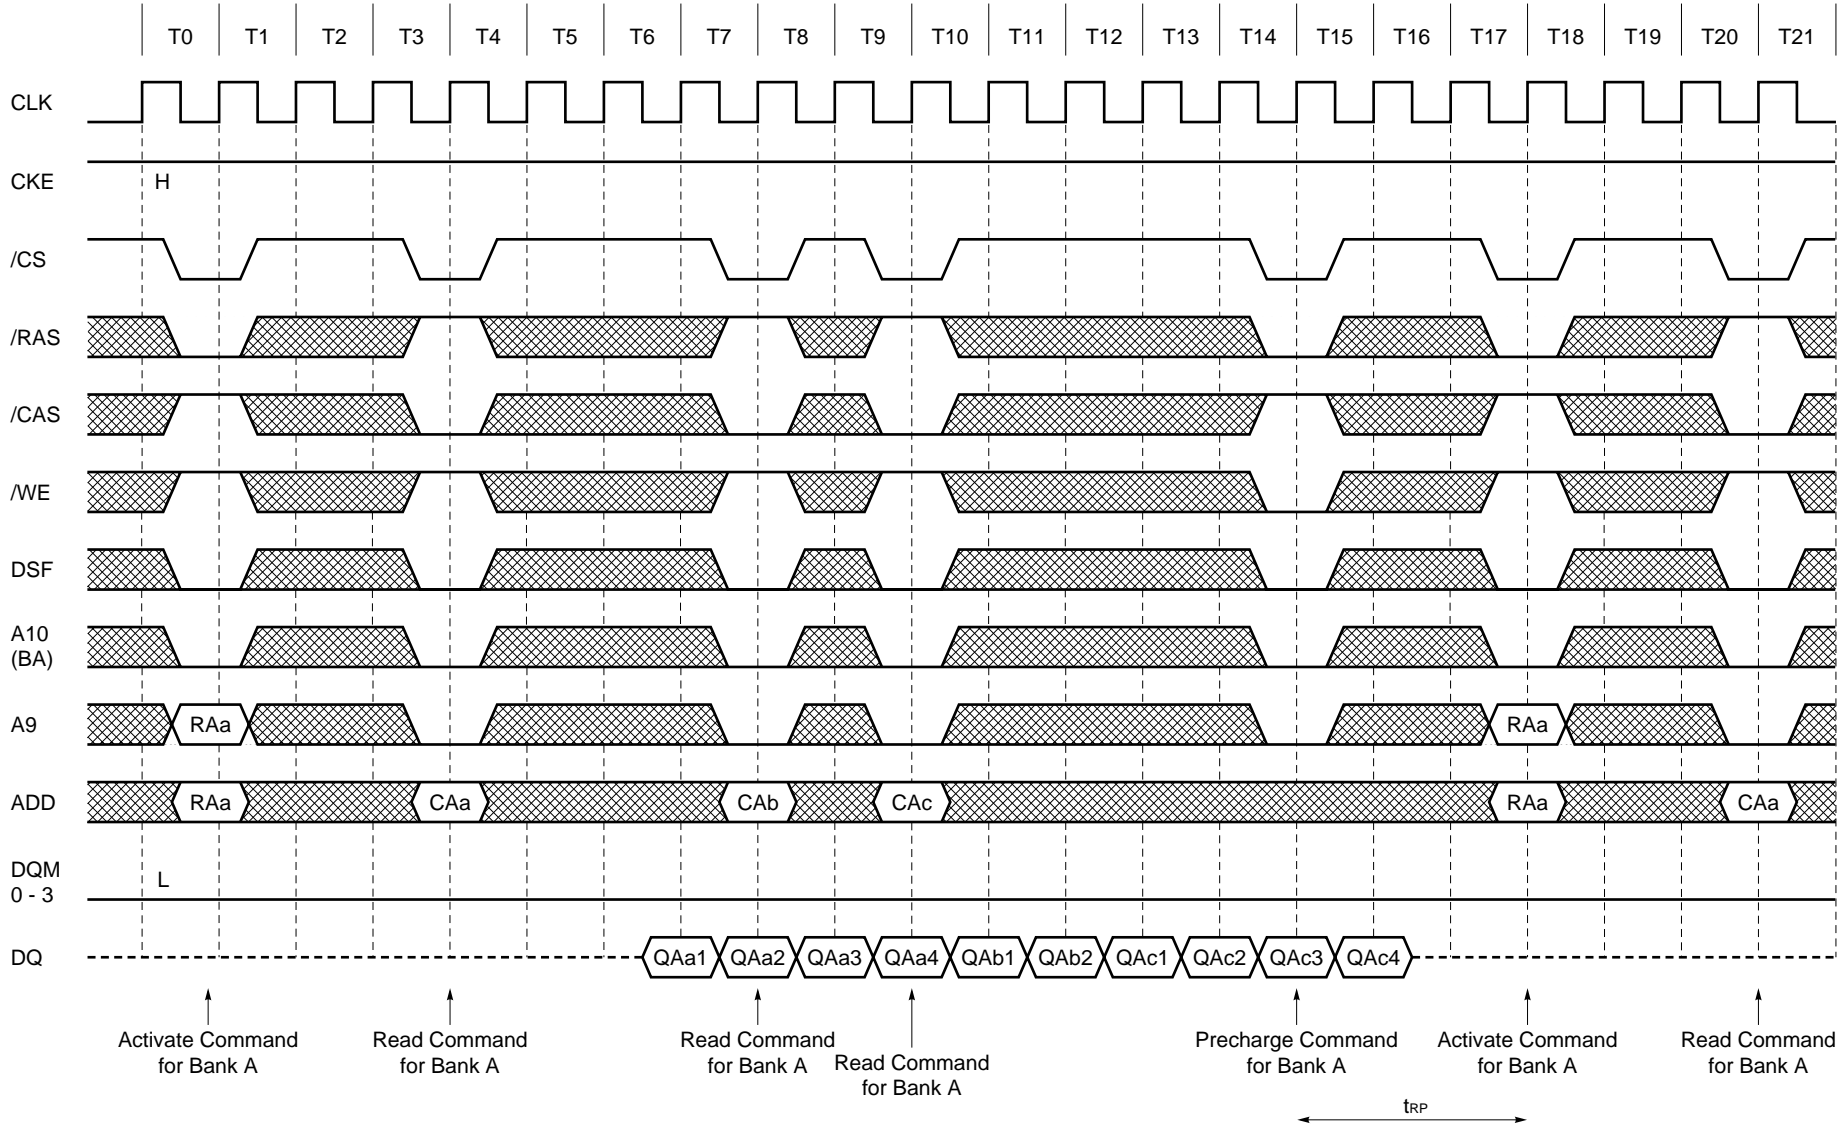 T0 T1 T2 T3 T4 T5 T6 T7 T8 T9 T10 T11 T12 T13 T14 T15 T16 T17 T18 T19 T20 T21
CLK
CKE H
/CS
/RAS
/CAS
/WE
DSF
A10
(BA)
A9 RAa RAa
ADD RAa CAa CAb CAc RAa CAa
DQM
0 - 3
L
DQ QAa1 QAa2 QAa3 QAa4 QAb1 QAb2 QAc1 QAc2 QAc3 QAc4
Activate Command
for Bank A
Read Command
for Bank A
Read Command
for Bank A
Read Command
for Bank A
Precharge Command
for Bank A
Activate Command
for Bank A
Read Command
for Bank A
tRP